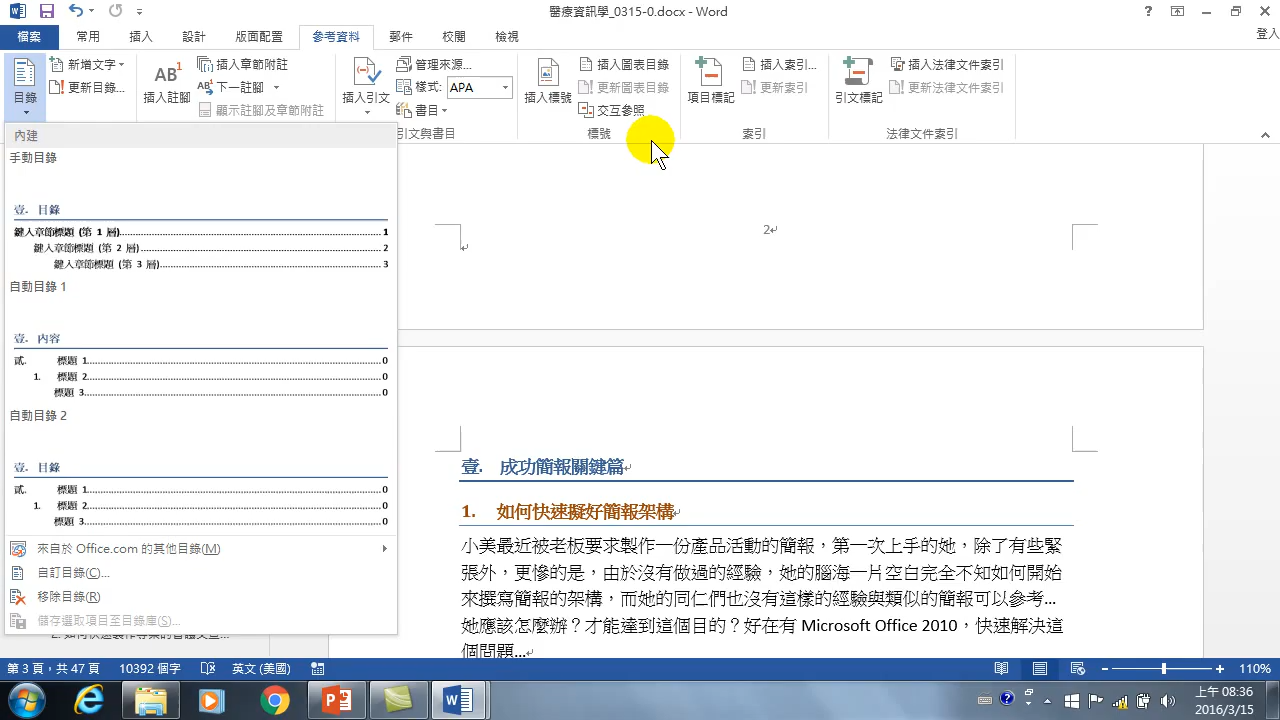 醫療資訊學_0315-0.docx - Word
檔案 常用 插入 設計 版面配置 參考資料 郵件 校閱 檢視 登入
目錄
新增文字
更新目錄...
AB1
插入註腳
插入章節附註
下一註腳
顯示註腳及章節附註
插入引文
管理來源...
樣式: APA
書目
引文與書目
插入標號
插入圖表目錄
更新圖表目錄
交互參照
標號
項目標記
插入索引...
更新索引
索引
引文標記
插入法律文件索引
更新法律文件索引
法律文件索引
內建
手動目錄
壹. 目錄
鍵入章節標題 (第 1 層)...1
鍵入章節標題 (第 2 層)...2
鍵入章節標題 (第 3 層)...3
自動目錄 1
壹. 內容
貳. 標題 1...0
1. 標題 2...0
標題 3...0
自動目錄 2
壹. 目錄
貳. 標題 1...0
1. 標題 2...0
標題 3...0
來自於 Office.com 的其他目錄(M)
自訂目錄(C)...
移除目錄(R)
儲存選取項目至目錄庫(S)...
2
壹. 成功簡報關鍵篇
1. 如何快速擬好簡報架構
小美最近被老板要求製作一份產品活動的簡報，第一次上手的她，除了有些緊
張外，更慘的是，由於沒有做過的經驗，她的腦海一片空白完全不知如何開始
來撰寫簡報的架構，而她的同仁們也沒有這樣的經驗與類似的簡報可以參考...
她應該怎麼辦？才能達到這個目的？好在有 Microsoft Office 2010，快速解決這
個問題...
第 3 頁，共 47 頁 10392 個字 英文 (美國) 110%
上午 08:36
2016/3/15